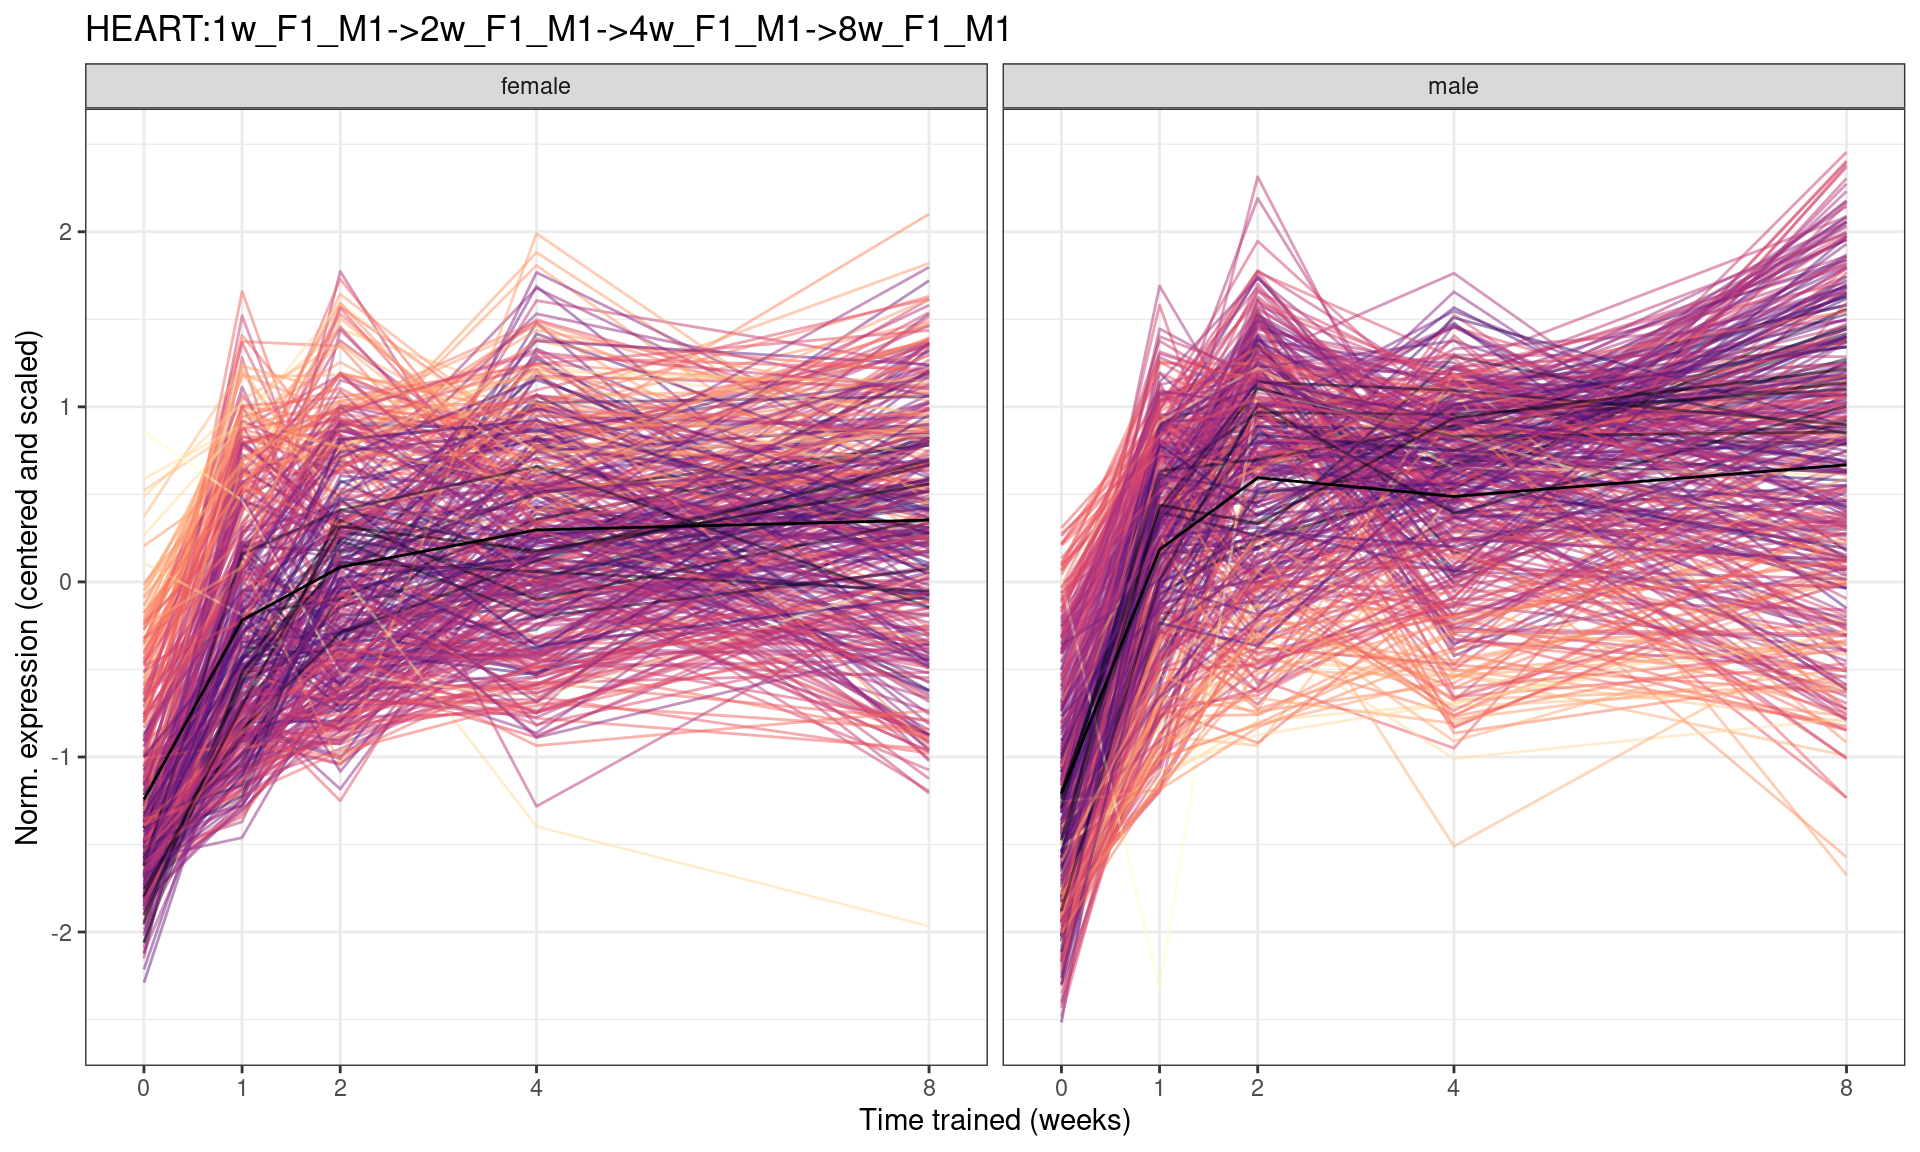 HEART:1w_F1_M1->2w_F1_M1->4w_F1_M1->8w_F1_M1
female
male
Norm. expression (centered and scaled)
2
1
0
-1
-2
0 1 2 4 8
0 1 2 4 8
Time trained (weeks)